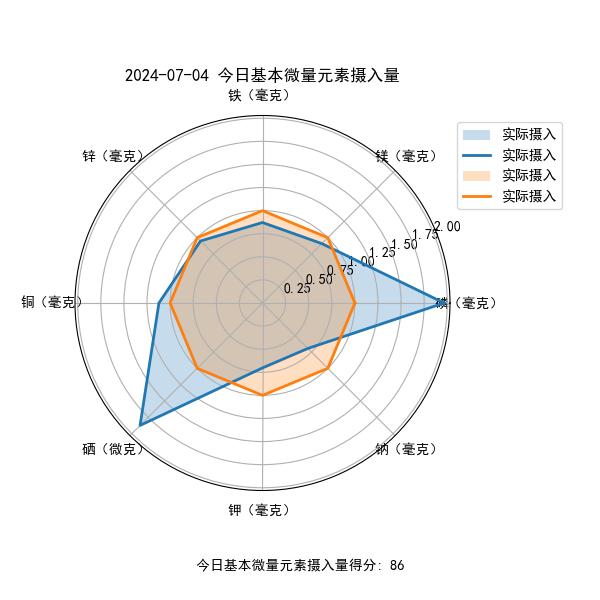 2024-07-04 今日基本微量元素摄入量
铁（毫克）
实际摄入
实际摄入
实际摄入
实际摄入
锌（毫克）
镁（毫克）
2.00
1.75
1.50
1.25
1.00
0.75
0.50
0.25
铜（毫克）
（毫克）
硒（微克）
钠（毫克）
钾（毫克）
今日基本微量元素摄入量得分: 86